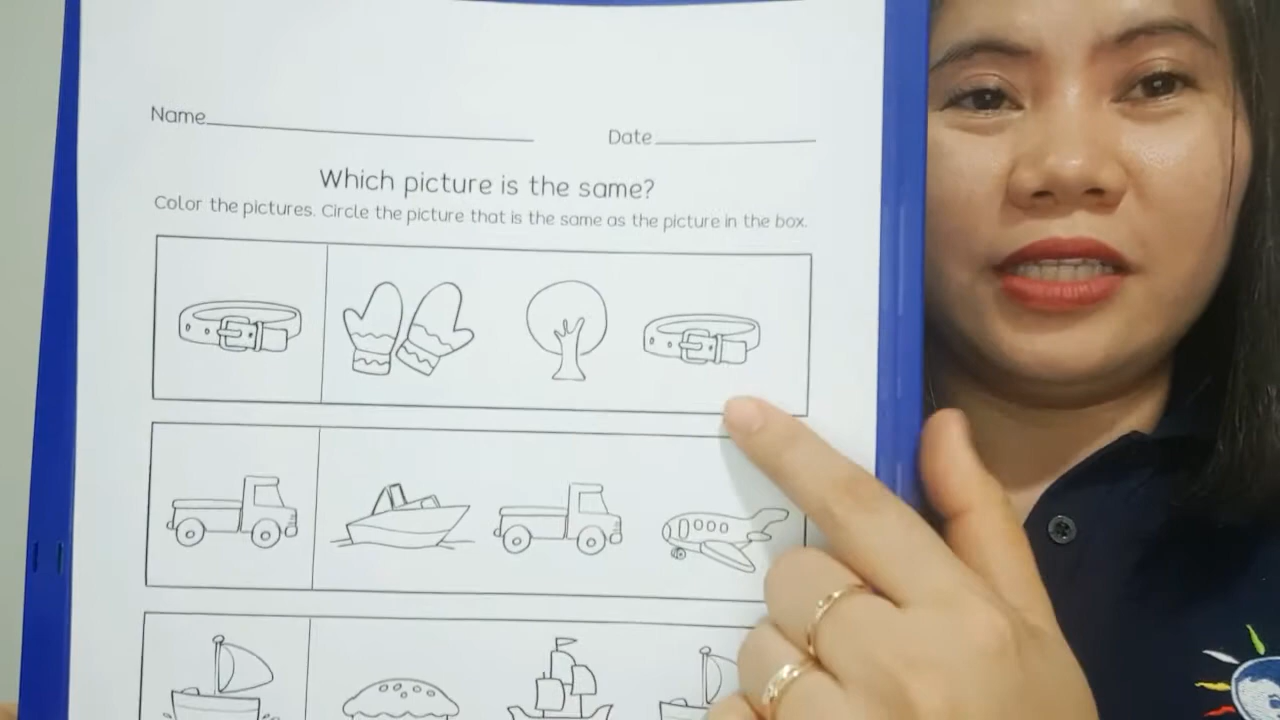 Name
Date
Which picture is the same?
Color the pictures. Circle the picture that is the same as the picture in the box.